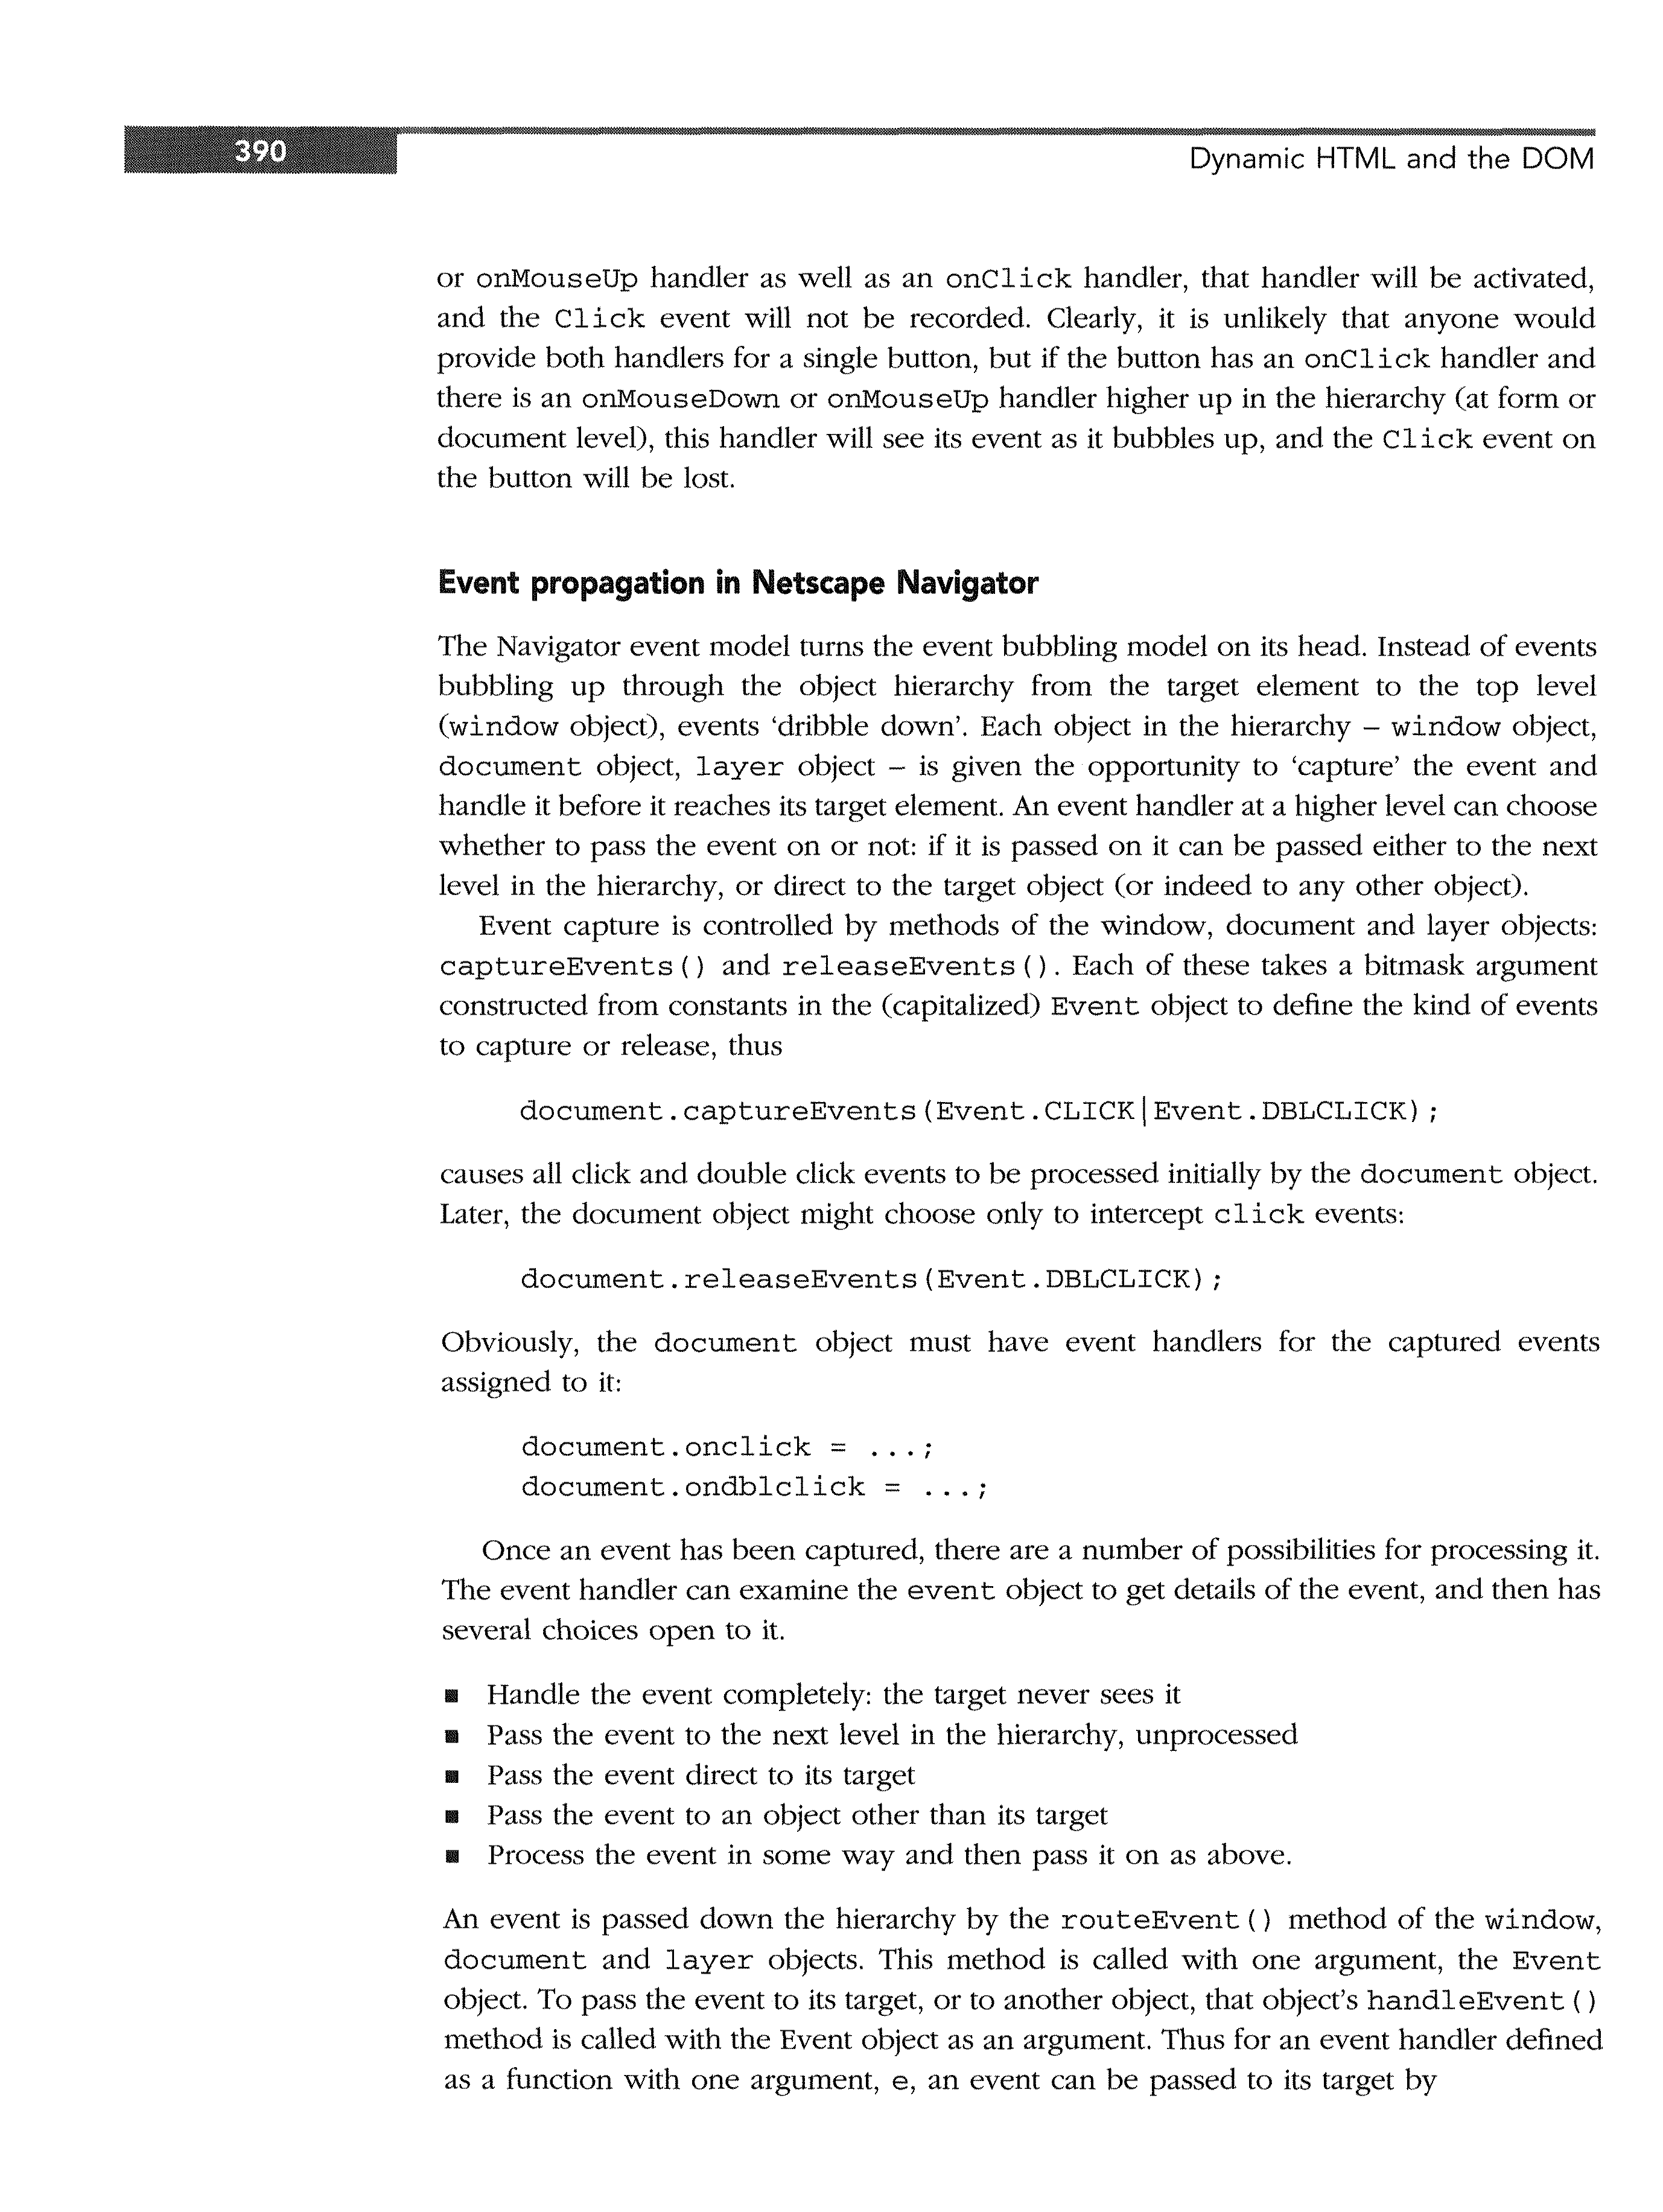 390
Dynamic HTML and the DOM
or onMouseUp handler as well as an onClick handler, that handler will be activated,
and the Click event will not be recorded. Clearly, it is unlikely that anyone would
provide both handlers for a single button, but if the button has an onClick handler and
there is an onMouseDown or onMouseUp handler higher up in the hierarchy (at form or
document level), this handler will see its event as it bubbles up, and the Click event on
the button will be lost.
Event propagation in Netscape Navigator
The Navigator event model turns the event bubbling model on its head. Instead of events
bubbling up through the object hierarchy from the target element to the top level
(window object), events ‘dribble down’. Each object in the hierarchy – window object,
document object, layer object – is given the opportunity to ‘capture’ the event and
handle it before it reaches its target element. An event handler at a higher level can choose
whether to pass the event on or not: if it is passed on it can be passed either to the next
level in the hierarchy, or direct to the target object (or indeed to any other object).
Event capture is controlled by methods of the window, document and layer objects:
captureEvents() and releaseEvents(). Each of these takes a bitmask argument
constructed from constants in the (capitalized) Event object to define the kind of events
to capture or release, thus
document.captureEvents(Event.CLICK|Event.DBLCLICK);
causes all click and double click events to be processed initially by the document object.
Later, the document object might choose only to intercept click events:
document.releaseEvents(Event.DBLCLICK);
Obviously, the document object must have event handlers for the captured events
assigned to it:
document.onclick = ...;
document.ondblclick = ...;
Once an event has been captured, there are a number of possibilities for processing it.
The event handler can examine the event object to get details of the event, and then has
several choices open to it.
■ Handle the event completely: the target never sees it
■ Pass the event to the next level in the hierarchy, unprocessed
■ Pass the event direct to its target
■ Pass the event to an object other than its target
■ Process the event in some way and then pass it on as above.
An event is passed down the hierarchy by the routeEvent() method of the window,
document and layer objects. This method is called with one argument, the Event
object. To pass the event to its target, or to another object, that object’s handleEvent()
method is called with the Event object as an argument. Thus for an event handler defined
as a function with one argument, e, an event can be passed to its target by